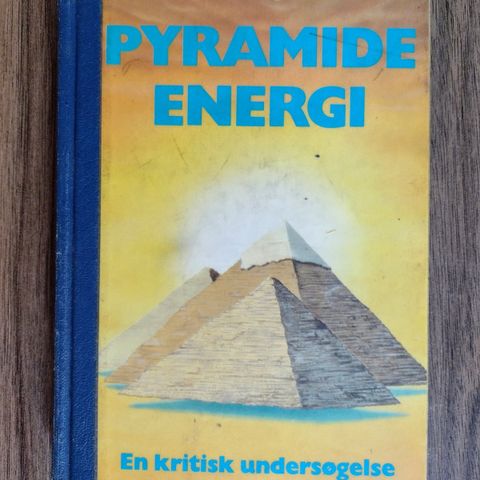 PYRAMIDE
ENERGI
En kritisk undersøgelse